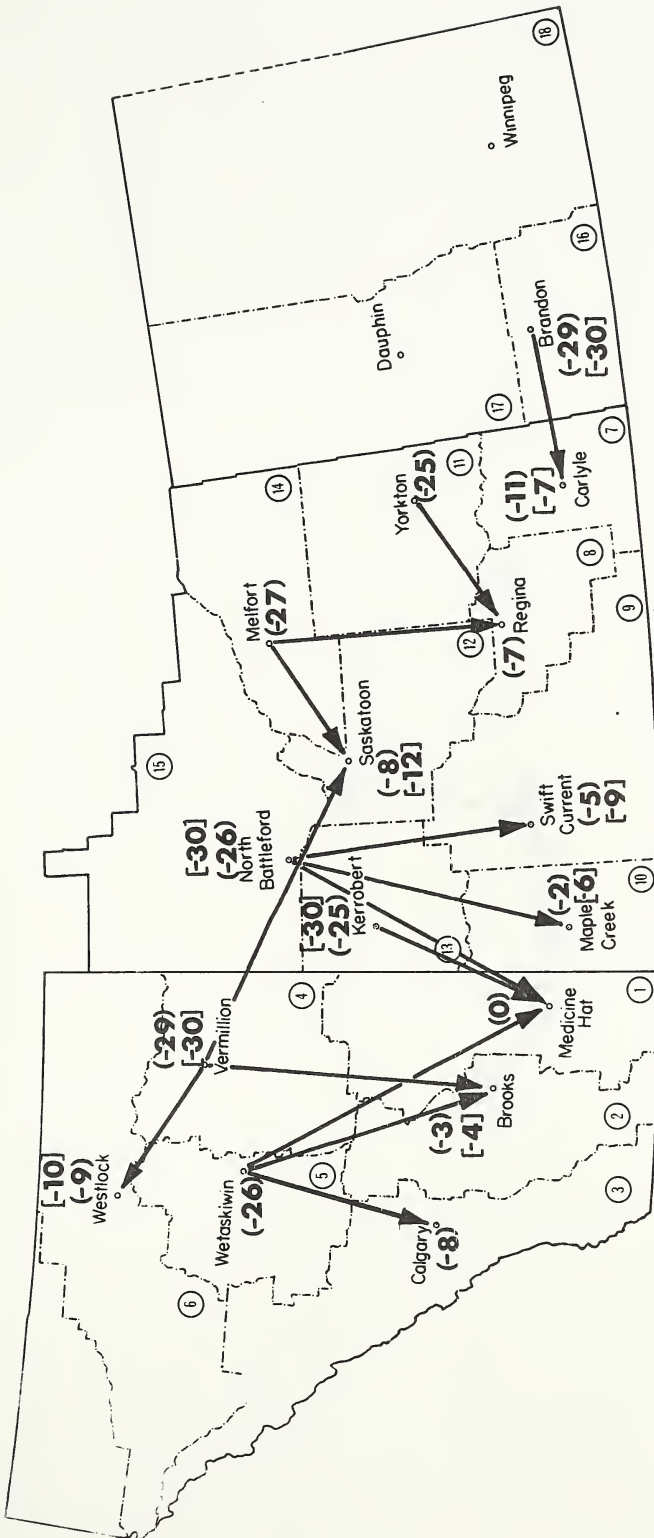 [-10]
(-9)
Westlock
(-29)
[-30]
Vermillion
Wetaskiwin
(-26)
6
5
4
Calgary
(-8)
(-3)
[-4]
Brooks
(0)
Medicine
Hat
3
2
1
15
[-30]
(-26)
North
Battleford
[-30]
(-25)
Kerrobert
13
Maple
Creek
(-2)
[-6]
10
Swift
Current
(-5)
[-9]
Saskatoon
(-8)
[-12]
Melfort
(-27)
14
12
(-7)
Regina
Yorkton
(-25)
11
9
8
(-11)
[-7]
Carlyle
7
Dauphin
17
Brandon
(-29)
[-30]
16
Winnipeg
18